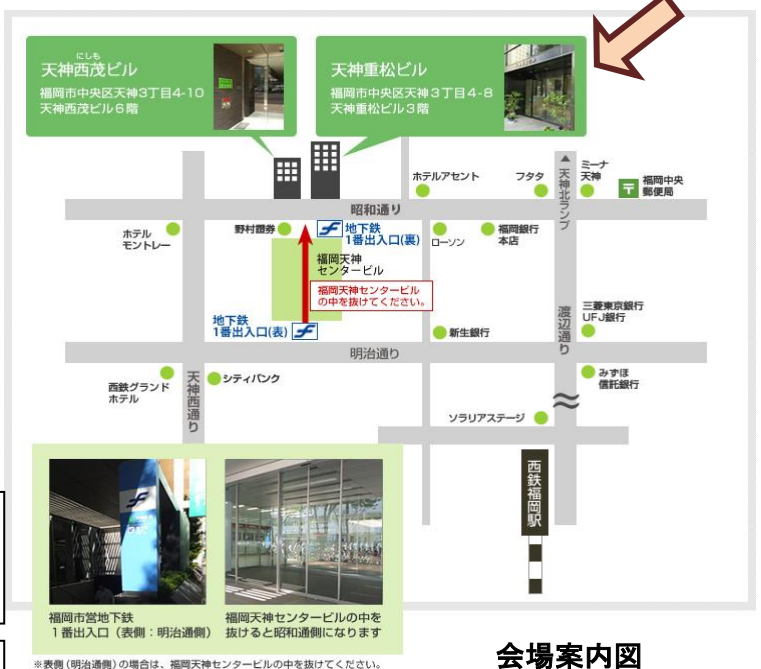 にしも
天神西茂ビル
福岡市中央区天神3丁目4-10
天神西茂ビル6階
天神重松ビル
福岡市中央区天神3丁目4-8
天神重松ビル3階
ホテルアセント
フタタ
▲天神北ランプ
ミーナ
天神
〒
福岡中央
郵便局
昭和通り
ホテル
モントレー
野村證券
地下鉄
1番出入口(裏)
ローソン
福岡銀行
本店
福岡天神
センタービル
福岡天神センタービル
の中を抜けてください。
地下鉄
1番出入口(表)
新生銀行
渡辺通り
三菱東京銀行
UFJ銀行
明治通り
西鉄グランド
ホテル
天神西通り
シティバンク
みずほ
信託銀行
ソラリアステージ
西鉄福岡駅
福岡市営地下鉄
1番出入口(表側:明治通側)
福岡天神センタービルの中を
抜けると昭和通側になります
※表側(明治通側)の場合は、福岡天神センタービルの中を抜けてください。
会場案内図